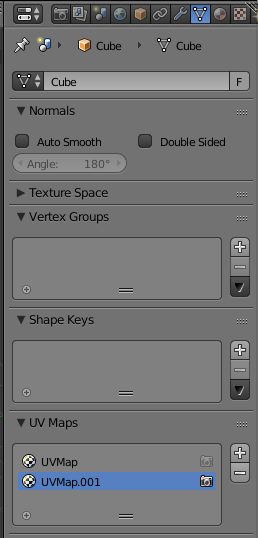 Cube Cube
Cube F
Normals
Auto Smooth Double Sided
Angle: 180°
Texture Space
Vertex Groups
Shape Keys
UV Maps
UVMap
UVMap.001